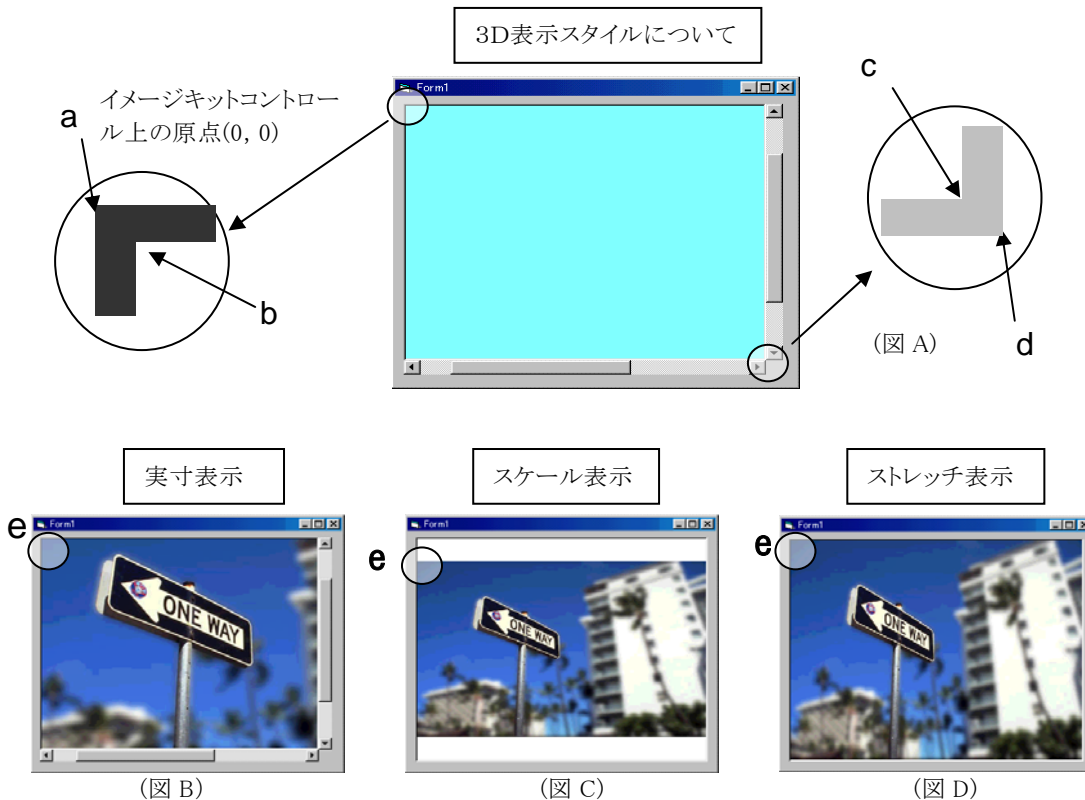 3D表示スタイルについて
Form1
c
イメージキットコントロー
ル上の原点(0, 0)
a
b
(図 A)
d
実寸表示
スケール表示
ストレッチ表示
e
Form1
ONE WAY
(図 B)
e
Form1
ONE WAY
(図 C)
e
Form1
ONE WAY
(図 D)